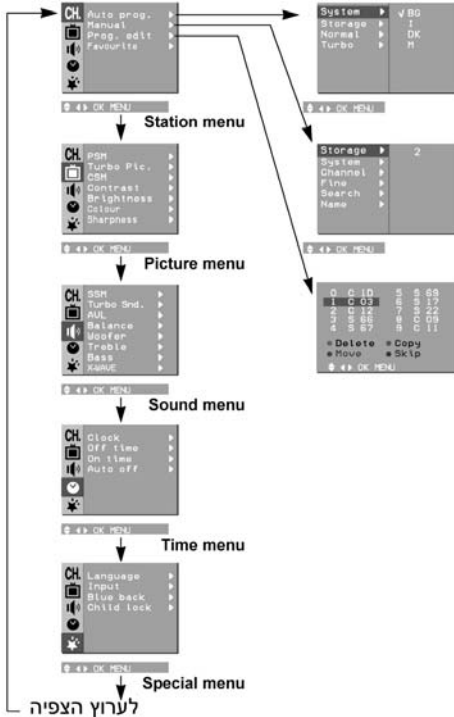 CH. Auto prog.
Manual
Prog. edit
Favourite
OK MENU
Station menu
CH. PSM
Turbo Pic.
CSM
Contrast
Brightness
Colour
Sharpness
OK MENU
Picture menu
CH. SSM
Turbo Snd.
AVL
Balance
Woofer
Treble
Bass
X-WAVE
OK MENU
Sound menu
CH. Clock
Off time
On time
Auto off
OK MENU
Time menu
CH. Language
Input
Blue back
Child lock
OK MENU
Special menu
לערוץ הצפיה
System √ BG
Storage I
Normal DK
Turbo M
OK MENU
Storage 2
System
Channel
Fine
Search
Name
OK MENU
0 C 10 5 S 69
1 C 03 6 S 17
2 C 12 7 S 22
3 S 66 8 C 09
4 S 67 9 C 11
Delete Copy
Move Skip
OK MENU